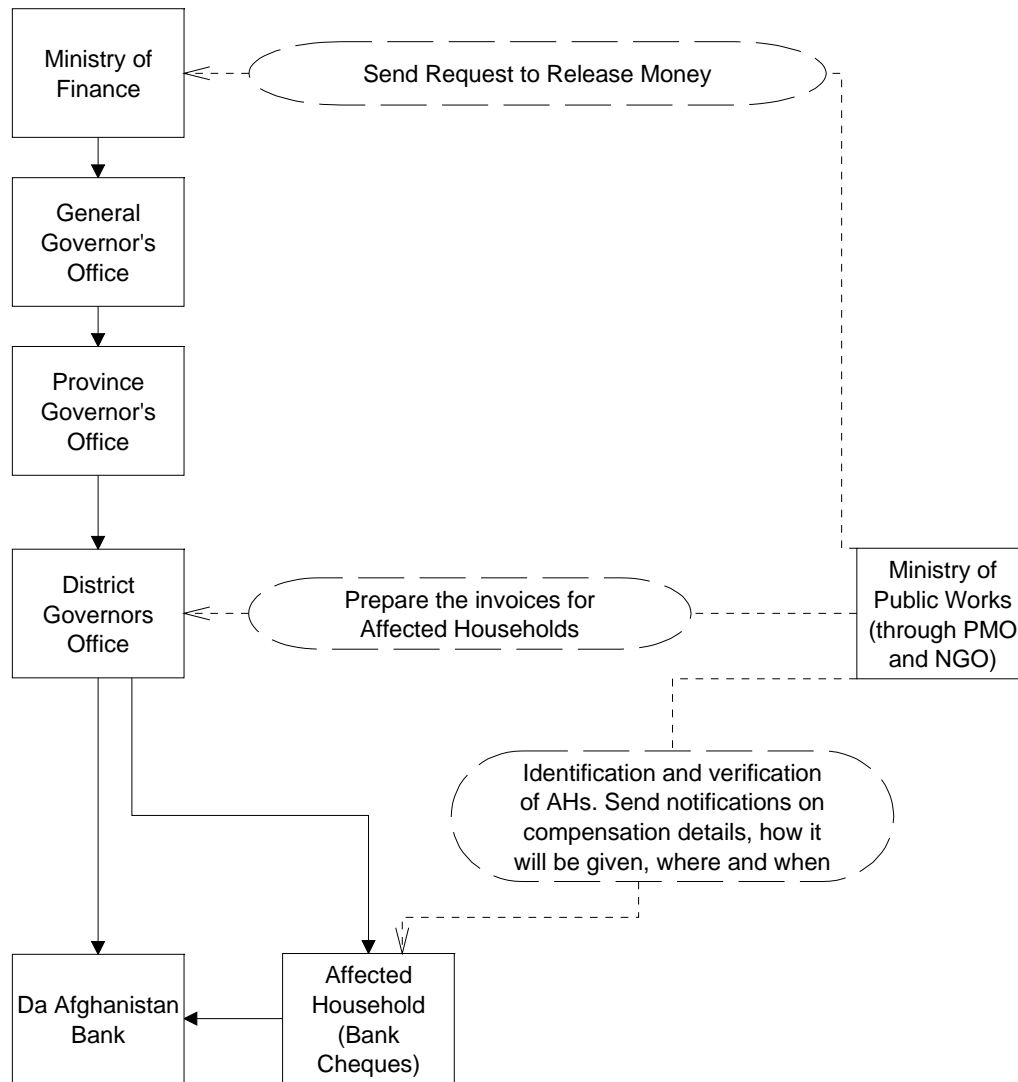 Ministry of
Finance
Send Request to Release Money
General
Governor's
Office
Province
Governor's
Office
District
Governors
Office
Prepare the invoices for
Affected Households
Ministry of
Public Works
(through PMO
and NGO)
Identification and verification
of AHs. Send notifications on
compensation details, how it
will be given, where and when
Da Afghanistan
Bank
Affected
Household
(Bank
Cheques)